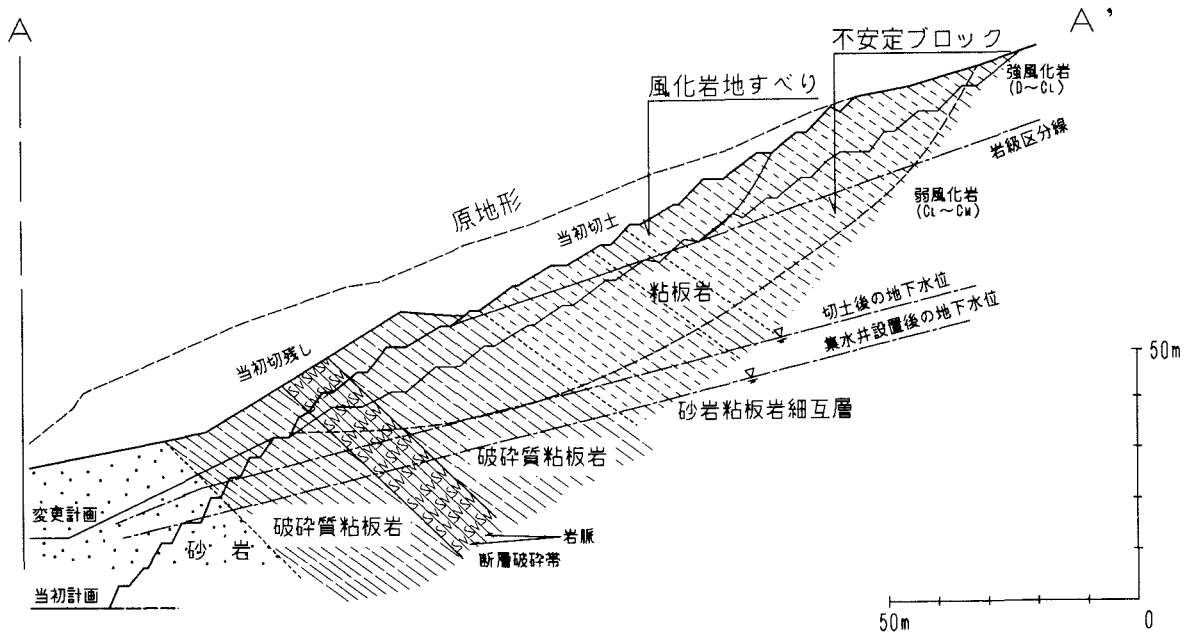 A
A'
不安定ブロック
風化岩地すべり
強風化岩
(D~CL)
岩級区分線
弱風化岩
(CL~CM)
原地形
当初切土
粘板岩
切土後の地下水位
集水井設置後の地下水位
50m
当初切残し
砂岩粘板岩細互層
破砕質粘板岩
変更計画
破砕質粘板岩
砂岩
岩脈
断層破砕帯
当初計画
50m
0